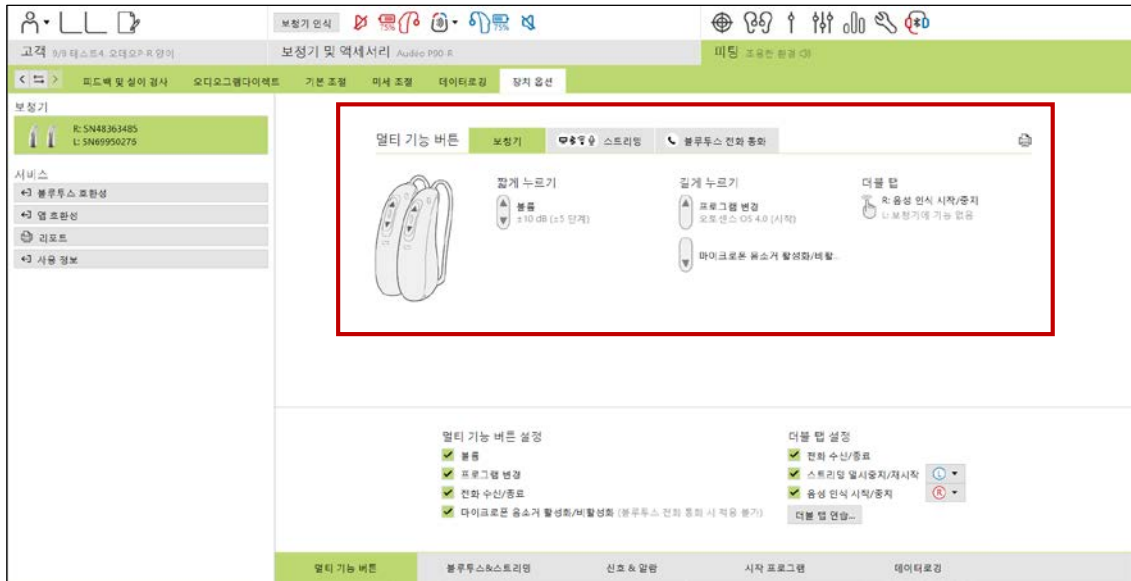 보청기 인식
75%
75%
고객 9/9 테스트4. 오데오P-R 양이
보청기 및 액세서리 Audéo P90-R
피팅 조용한 환경
피드백 및 실이 검사
오디오그램다이렉트
기본 조절
미세 조절
데이터로깅
장치 옵션
보청기
R: SN48363485
L: SN69950276
서비스
블루투스 호환성
앱 호환성
리포트
사용 정보
멀티 기능 버튼
보청기
스트리밍
블루투스 전화 통화
짧게 누르기
볼륨
±10 dB (±5 단계)
길게 누르기
프로그램 변경
오토센스 OS 4.0 (시작)
마이크로폰 음소거 활성화/비활..
더블 탭
R: 음성 인식 시작/중지
L: 보청기에 기능 없음
멀티 기능 버튼 설정
볼륨
프로그램 변경
전화 수신/종료
마이크로폰 음소거 활성화/비활성화 (블루투스 전화 통화 시 적용 불가)
더블 탭 설정
전화 수신/종료
스트리밍 일시중지/재시작 L
음성 인식 시작/중지 R
더블 탭 연습...
멀티 기능 버튼
블루투스&스트리밍
신호 & 알람
시작 프로그램
데이터로깅